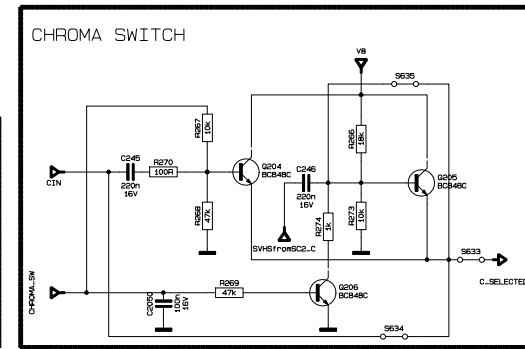 CHROMA SWITCH
V8
S635
R267
10k
R266
18k
C245
R270
100R
220n
16V
Q204
BC848C
C246
220n
16V
Q205
BC848C
CIN
R268
47k
R274
1k
R273
10k
SVHSfromSC2_C
S633
C_SELECTED
CHROMA_SW
R269
47k
Q206
BC848C
C2050
100n
16V
S634